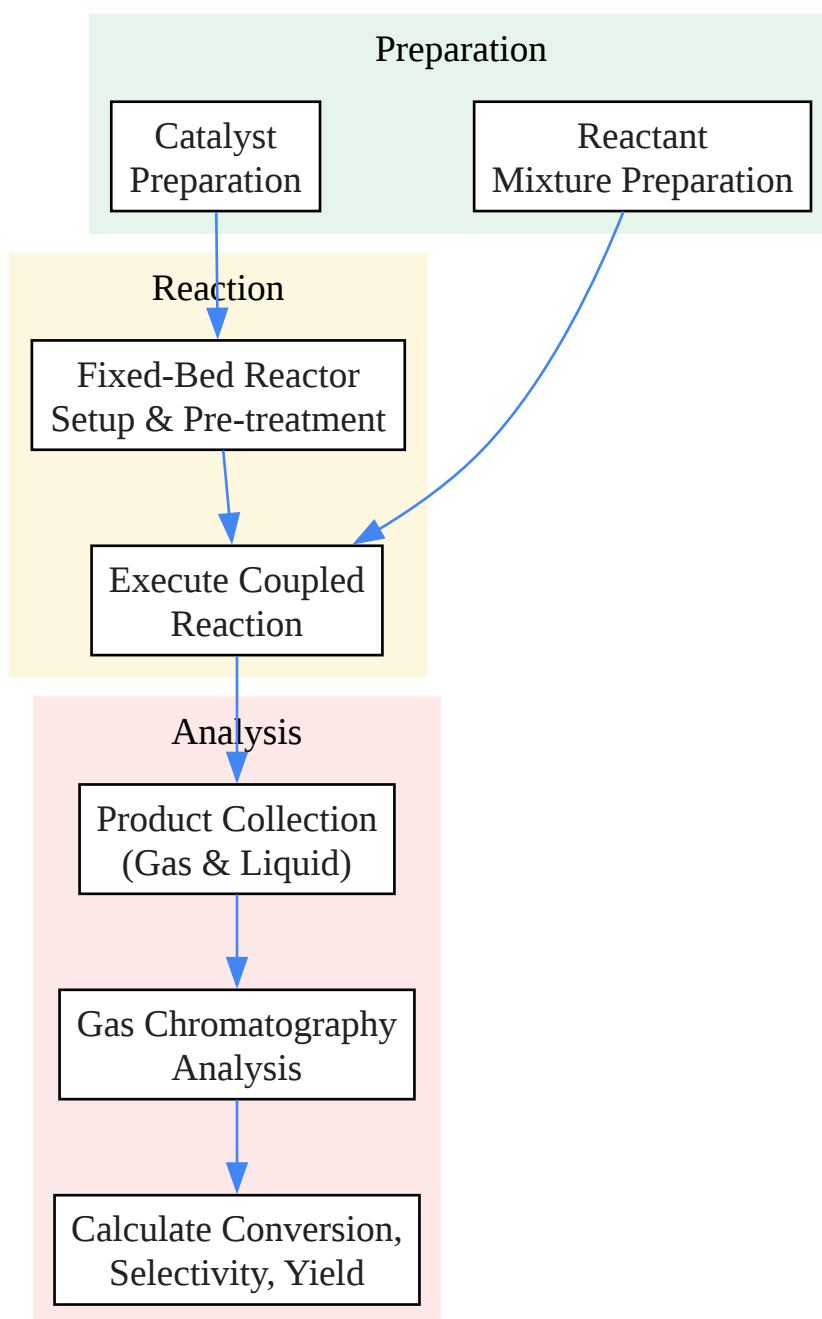 Preparation
Catalyst
Preparation
Reactant
Mixture Preparation
Reaction
Fixed-Bed Reactor
Setup & Pre-treatment
Execute Coupled
Reaction
Analysis
Product Collection
(Gas & Liquid)
Gas Chromatography
Analysis
Calculate Conversion,
Selectivity, Yield